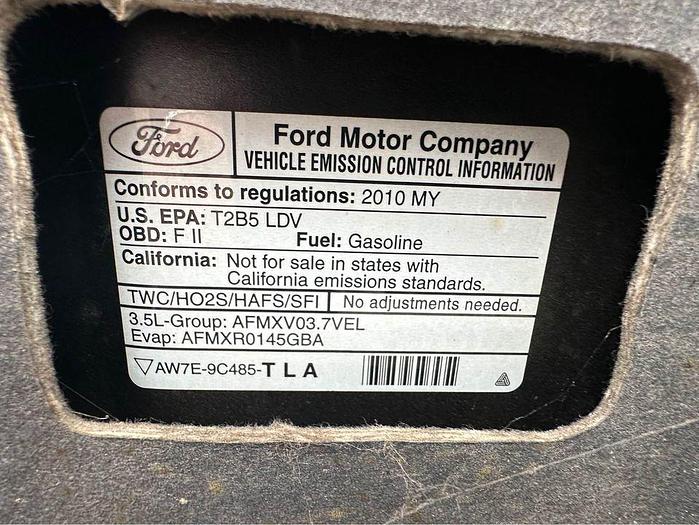 Ford
Ford Motor Company
VEHICLE EMISSION CONTROL INFORMATION
Conforms to regulations: 2010 MY
U.S. EPA: T2B5 LDV
OBD: F II Fuel: Gasoline
California: Not for sale in states with
California emissions standards.
TWC/HO2S/HAFS/SFI No adjustments needed.
3.5L-Group: AFMXV03.7VEL
Evap: AFMXR0145GBA
AW7E-9C485-T L A